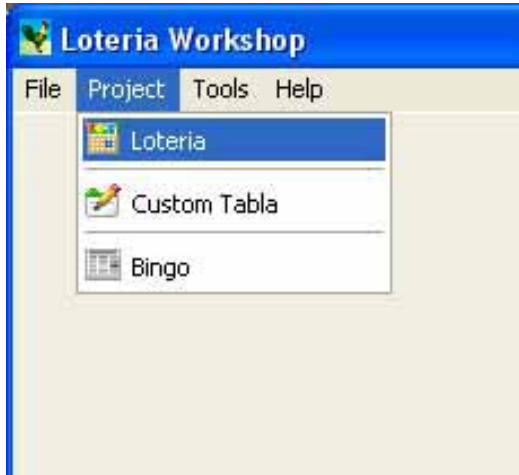 Loteria Workshop
File Project Tools Help
Loteria
Custom Tabla
Bingo